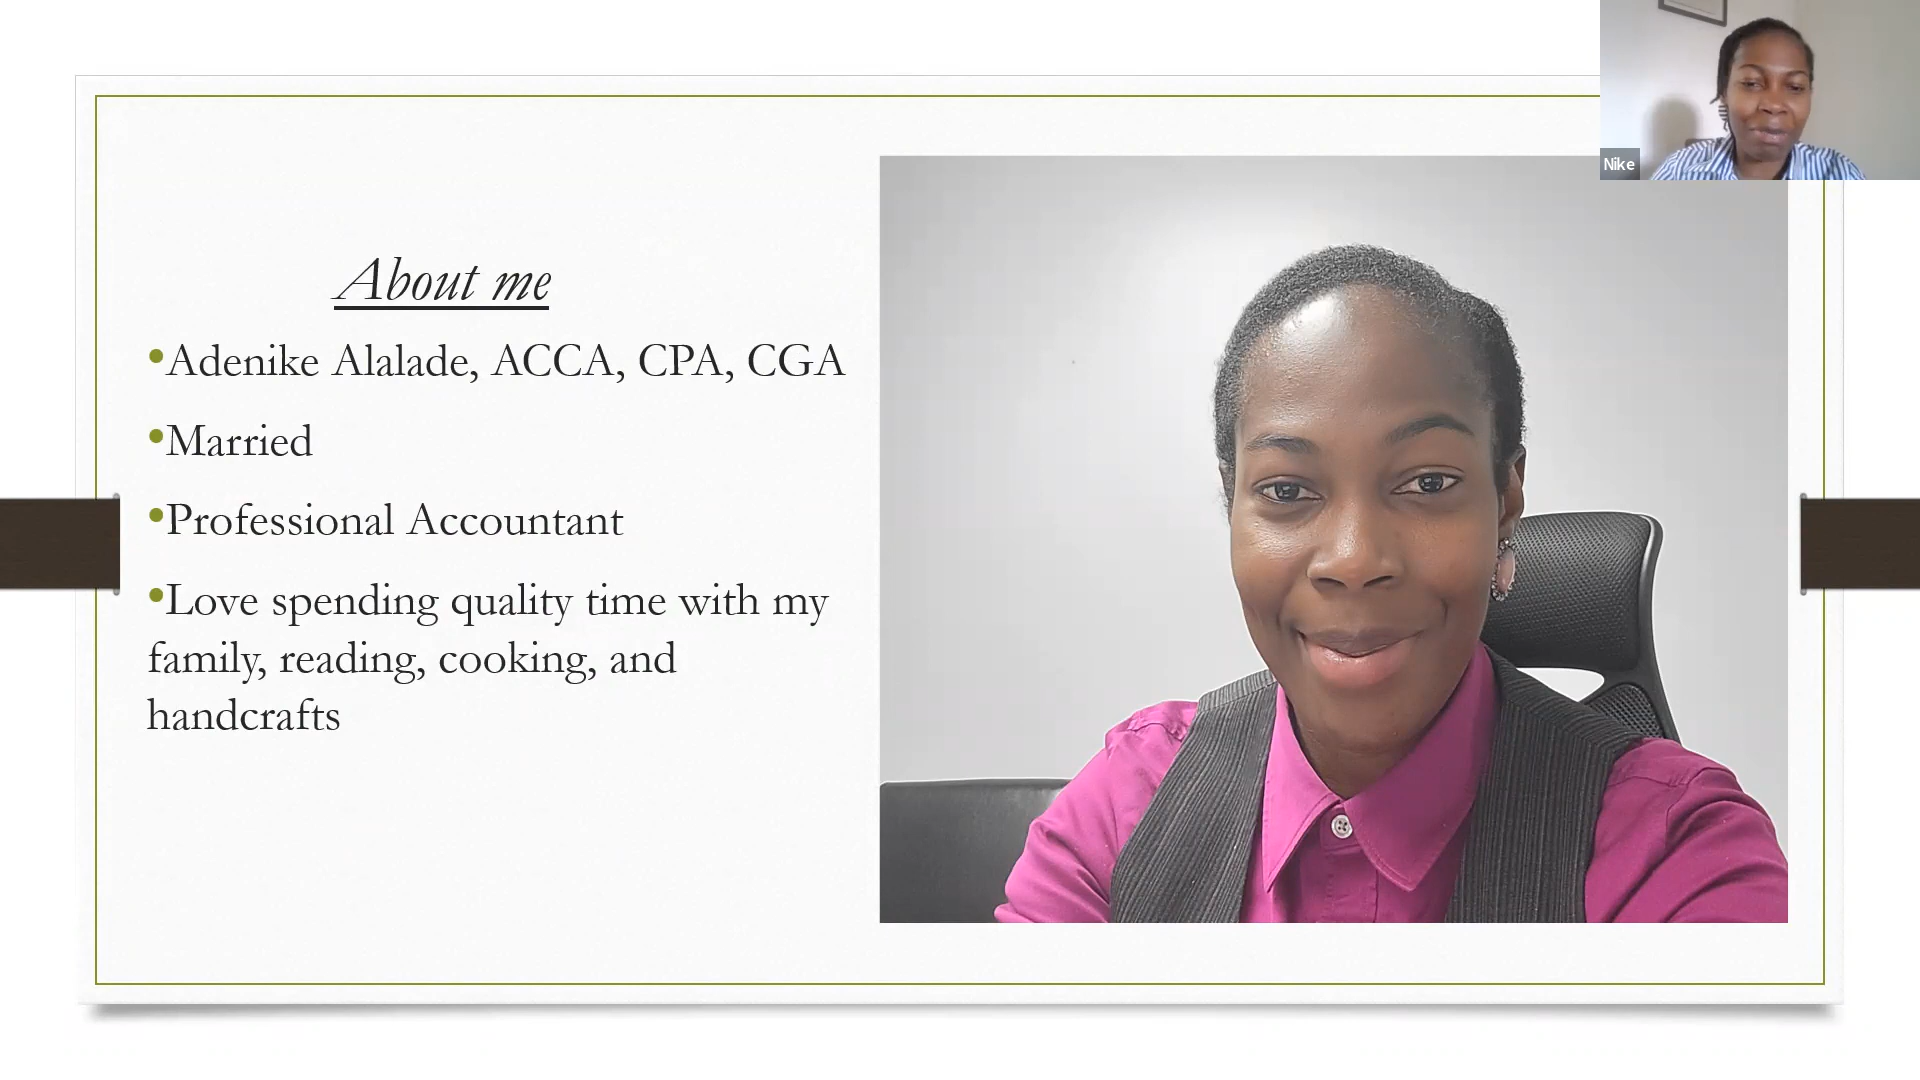 Nike
About me
•Adenike Alalade, ACCA, CPA, CGA
•Married
•Professional Accountant
•Love spending quality time with my
family, reading, cooking, and
handcrafts